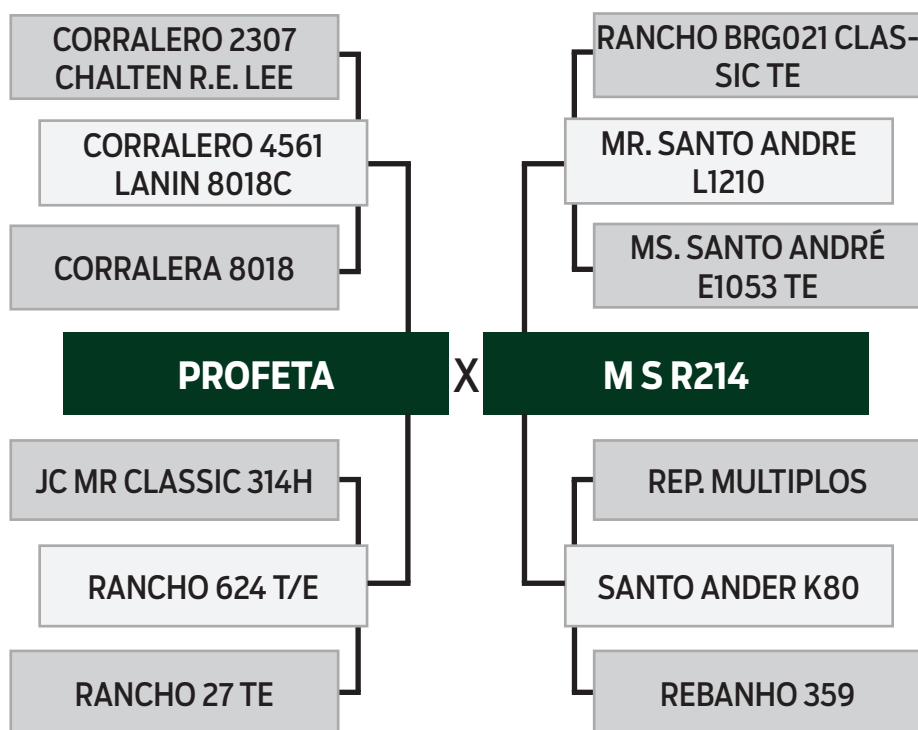 CORRALERO 2307
CHALTEN R.E. LEE
CORRALERO 4561
LANIN 8018C
CORRALERA 8018
RANCHO BRG021 CLAS-
SIC TE
MR. SANTO ANDRE
L1210
MS. SANTO ANDRÉ
E1053 TE
PROFETA
X
M S R214
JC MR CLASSIC 314H
RANCHO 624 T/E
RANCHO 27 TE
REP. MULTIPLOS
SANTO ANDER K80
REBANHO 359